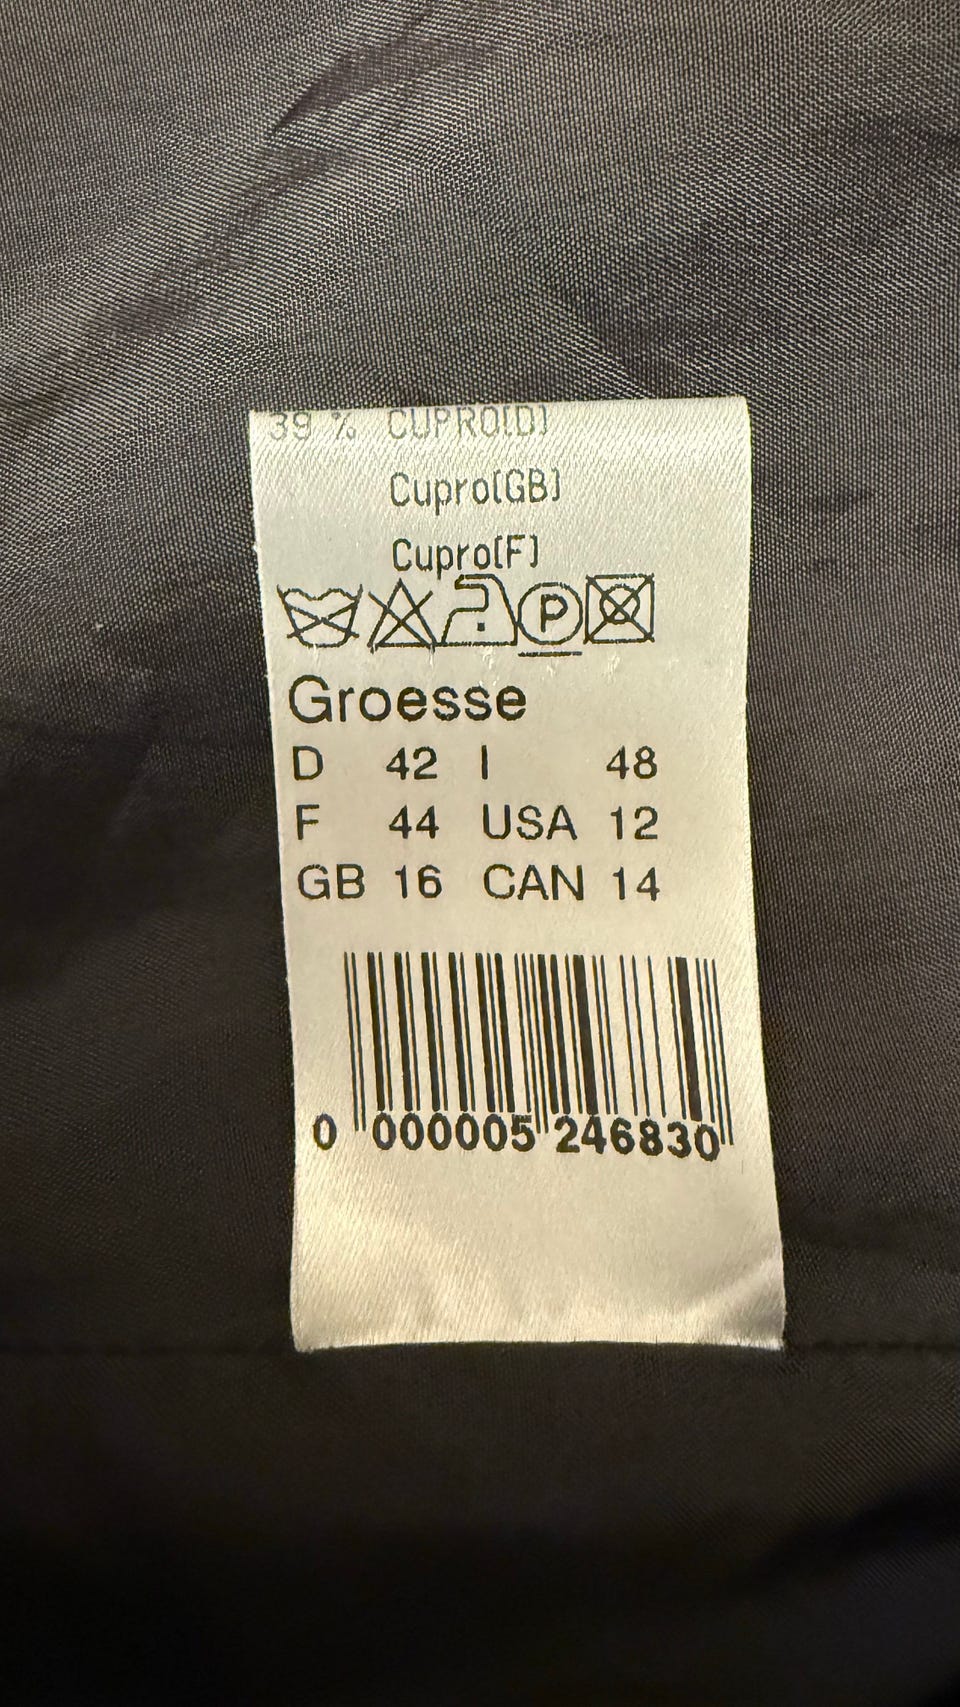 39 % CUPRO(D)
Cupro(GB)
Cupro(F)
P
Groesse
D 42 I 48
F 44 USA 12
GB 16 CAN 14
0 000005 246830